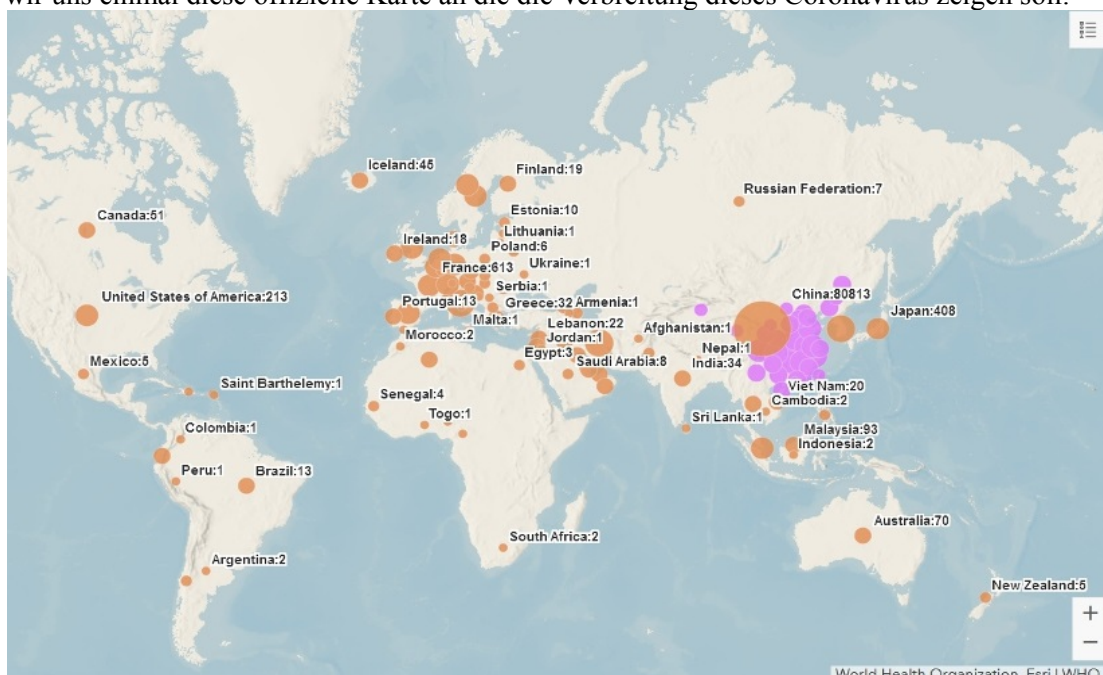 wir uns einmal diese offizielle Karte an die die Verbreitung dieses Coronavirus zeigen soll:
Iceland:45
Finland:19
Russian Federation:7
Canada:51
Estonia:10
Lithuania:1
Ireland:18
Poland:6
Ukraine:1
France:613
Serbia:1
China:80813
United States of America:213
Portugal:13
Greece:32
Armenia:1
Japan:408
Malta:1
Lebanon:22
Afghanistan:1
Morocco:2
Jordan:1
Nepal:1
Egypt:3
Saudi Arabia:8
India:34
Mexico:5
Saint Barthelemy:1
Viet Nam:20
Senegal:4
Cambodia:2
Togo:1
Sri Lanka:1
Colombia:1
Malaysia:93
Indonesia:2
Peru:1
Brazil:13
Australia:70
South Africa:2
Argentina:2
New Zealand:5
+
−
World Health Organization, Esri | WHO